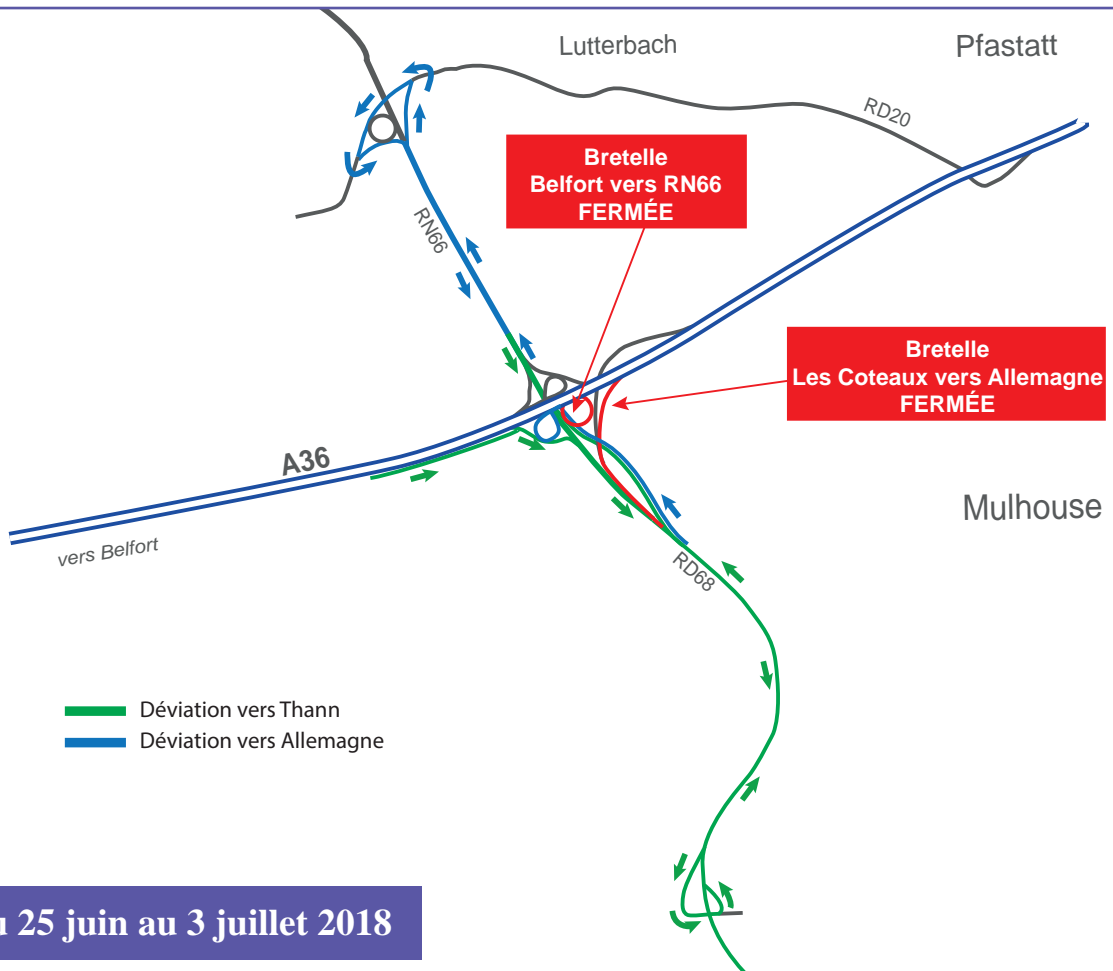 Lutterbach
Pfastatt
RD20
Bretelle
Belfort vers RN66
FERMÉE
RN66
Bretelle
Les Coteaux vers Allemagne
FERMÉE
A36
Mulhouse
vers Belfort
RD68
Déviation vers Thann
Déviation vers Allemagne
25 juin au 3 juillet 2018